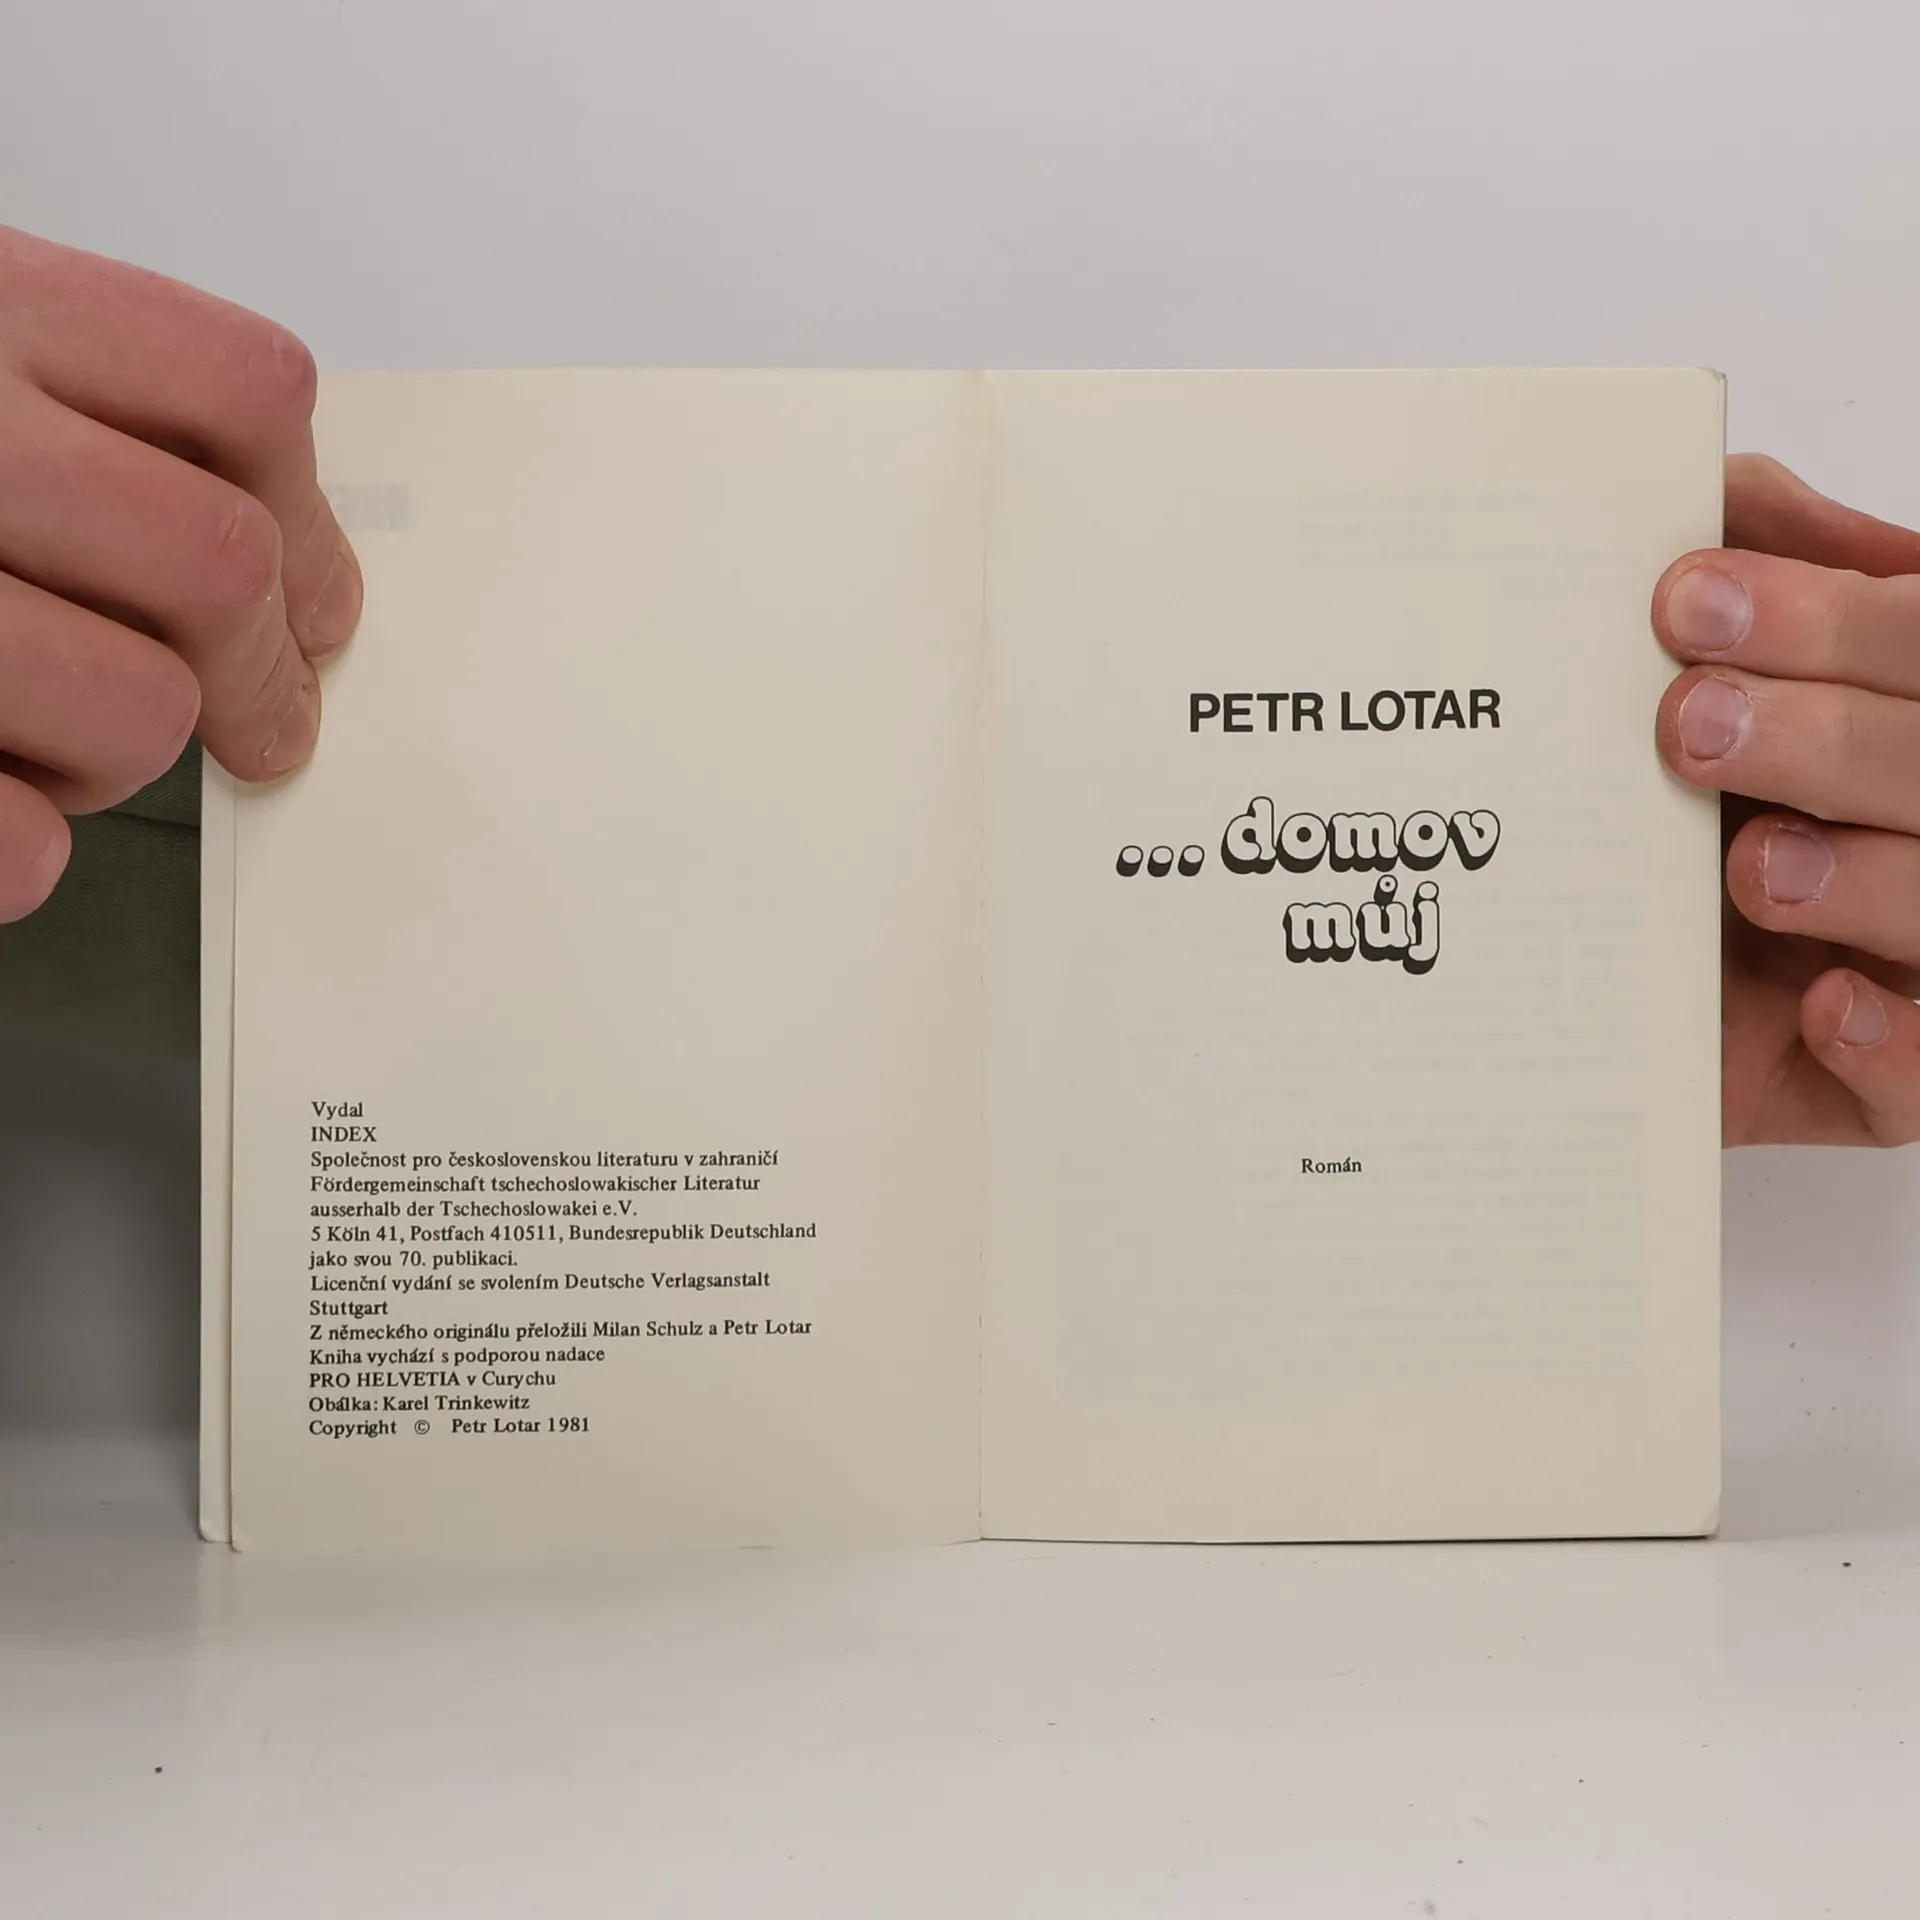 Vydal
INDEX
Společnost pro československou literaturu v zahraničí
Fördergemeinschaft tschechoslowakischer Literatur
ausserhalb der Tschechoslowakei e.V.
5 Köln 41, Postfach 410511, Bundesrepublik Deutschland
jako svou 70. publikaci.
Licenční vydání se svolením Deutsche Verlagsanstalt
Stuttgart
Z německého originálu přeložili Milan Schulz a Petr Lotar
Kniha vychází s podporou nadace
PRO HELVETIA v Curychu
Obálka: Karel Trinkewitz
Copyright © Petr Lotar 1981
PETR LOTAR
...domov
můj
Román